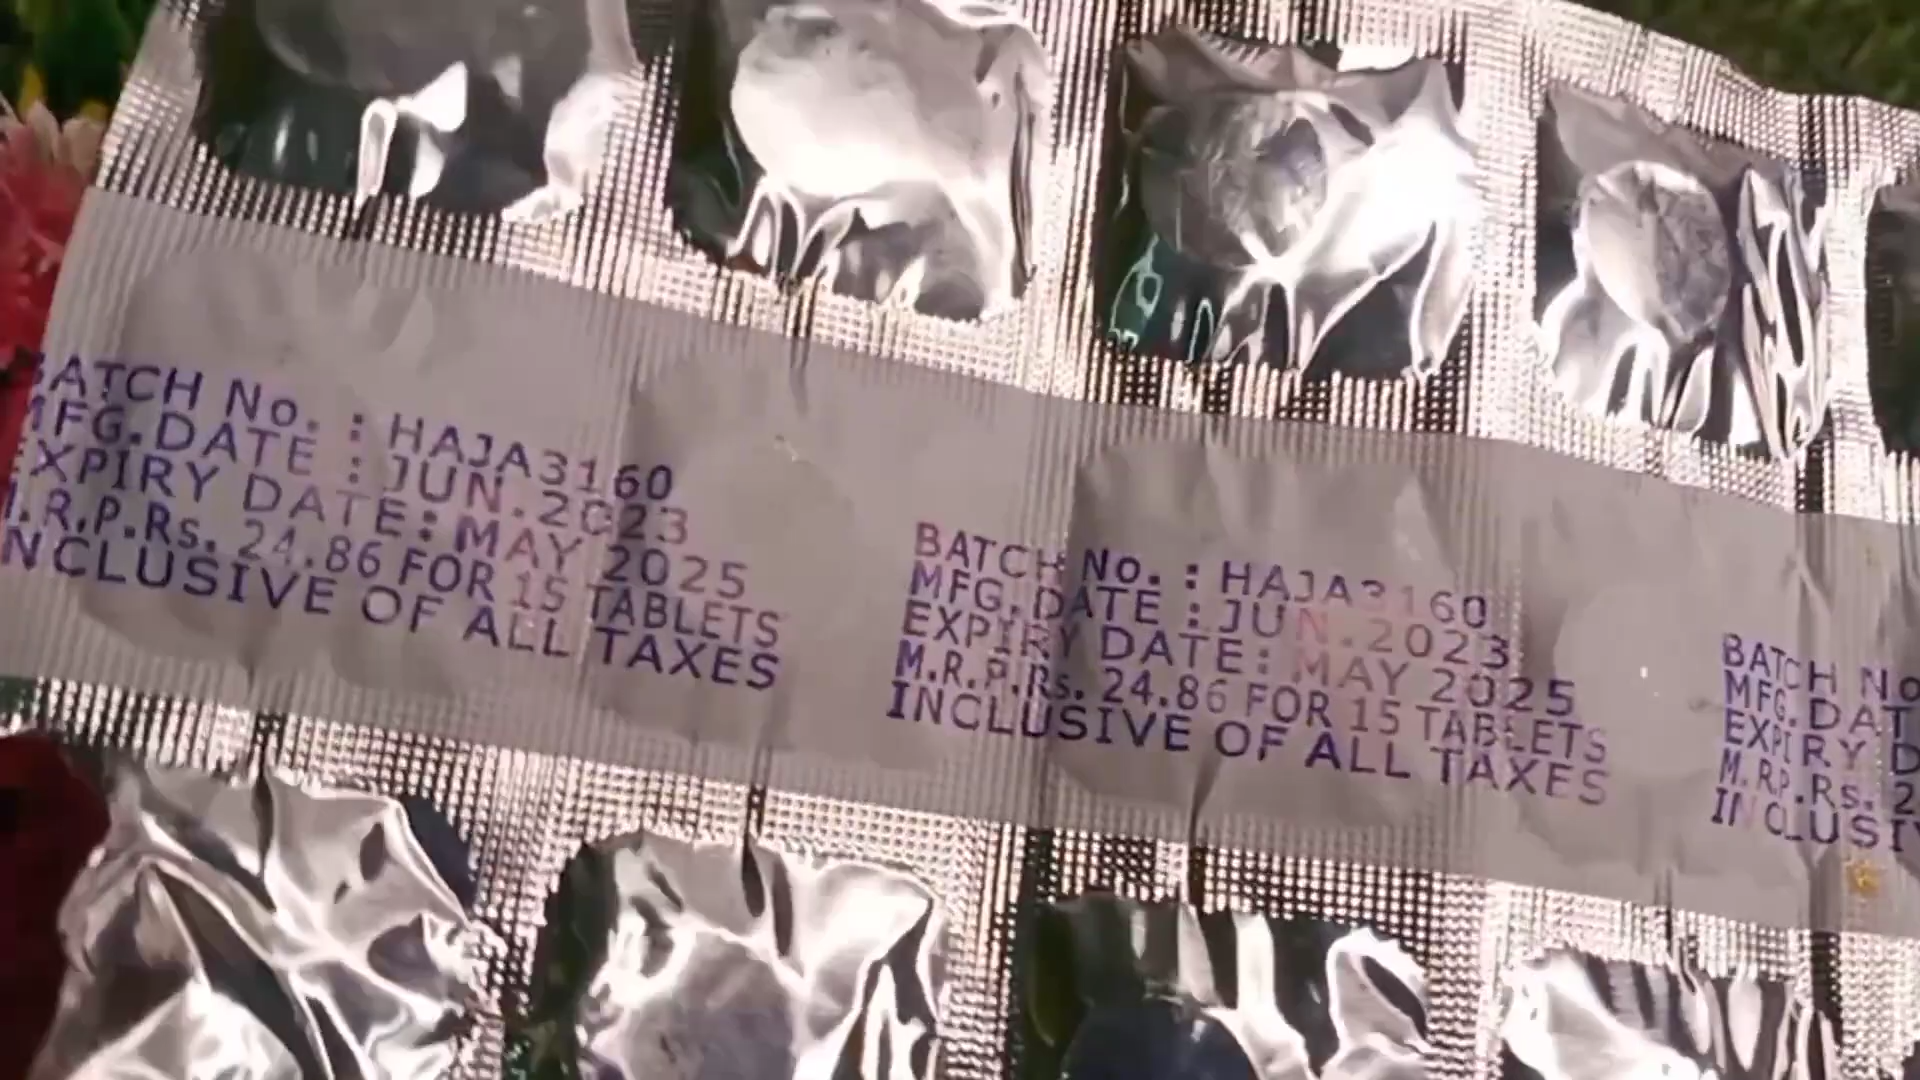 BATCH No. : HAJA3160
MFG.DATE : JUN.2023
EXPIRY DATE: MAY 2025
M.R.P.Rs. 24.86 FOR 15 TABLETS
INCLUSIVE OF ALL TAXES
BATCH No. : HAJA3160
MFG.DATE : JUN.2023
EXPIRY DATE: MAY 2025
M.R.P.Rs. 24.86 FOR 15 TABLETS
INCLUSIVE OF ALL TAXES
BATCH No
MFG.DAT
EXPIRY D
M.R.P.Rs. 2
INCLUSI